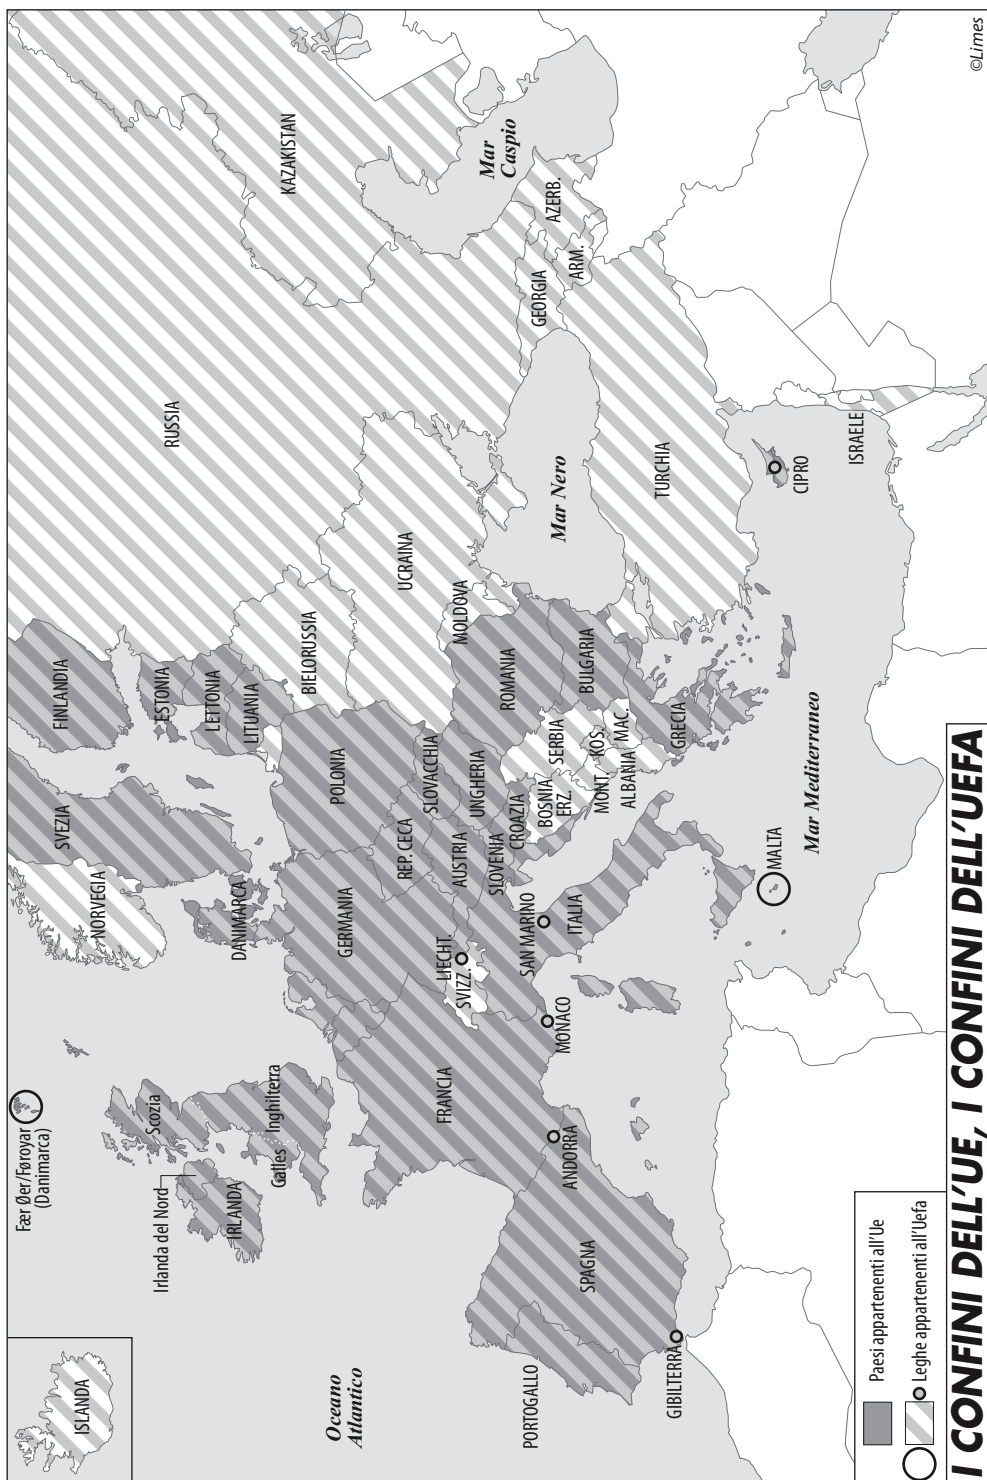 ISLANDA
Fær Øer/Føroyar
(Danimarca)
NORVEGIA
SVEZIA
FINLANDIA
RUSSIA
KAZAKISTAN
ESTONIA
LETTONIA
LITUANIA
BIELORUSSIA
Scozia
Irlanda del Nord
IRLANDA
Galles
Inghilterra
DANIMARCA
Oceano
Atlantico
GERMANIA
POLONIA
UCRAINA
REP. CECA
SLOVACCHIA
MOLDOVA
FRANCIA
LIECHT.
SVIZZ.
AUSTRIA
UNGHERIA
SLOVENIA
CROAZIA
ROMANIA
BOSNIA
ERZ.
SERBIA
BULGARIA
KOS.
MAC.
MONT.
ALBANIA
GRECIA
SAN MARINO
ITALIA
MONACO
ANDORRA
PORTOGALLO
SPAGNA
GIBILTERRA
Mar Nero
Mar
Caspio
GEORGIA
ARM.
AZERB.
TURCHIA
CIPRO
ISRAELE
MALTA
Mar Mediterraneo
Paesi appartenenti all'Ue
Leghe appartenenti all'Uefa
I CONFINI DELL'UE, I CONFINI DELL'UEFA
©Limes